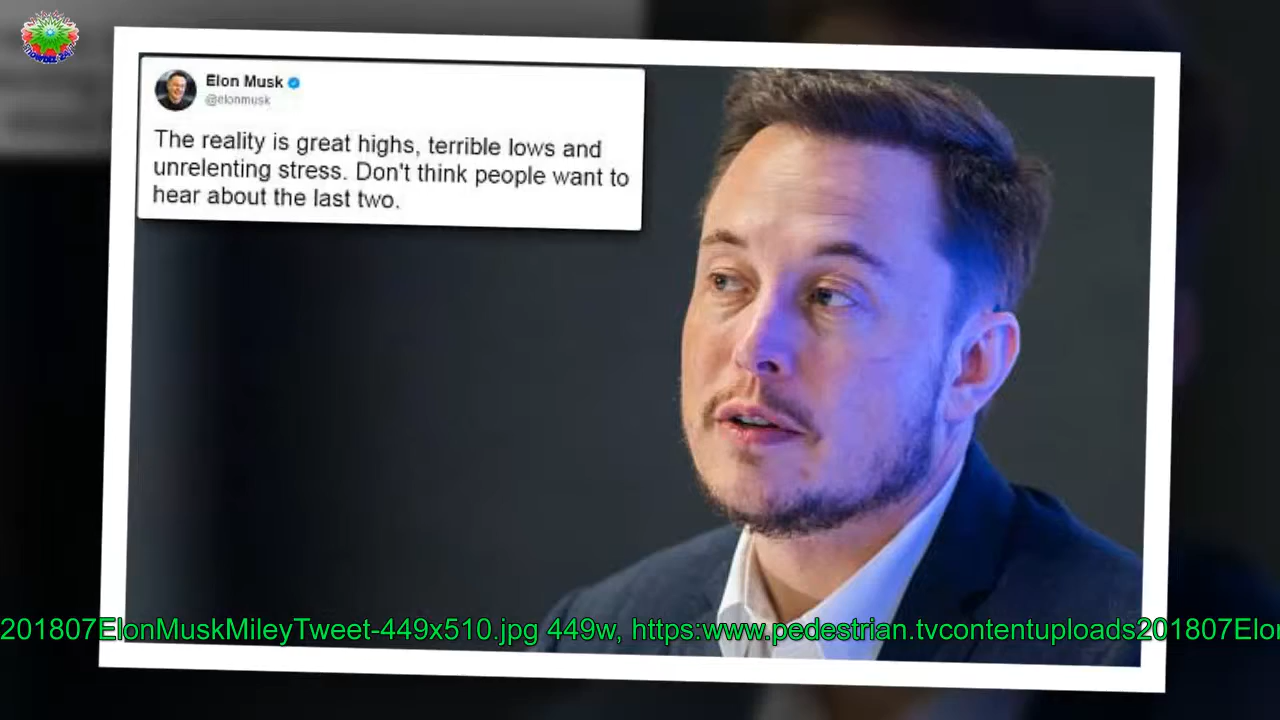 Elon Musk
@elonmusk
The reality is great highs, terrible lows and
unrelenting stress. Don't think people want to
hear about the last two.
201807ElonMuskMileyTweet-449x510.jpg 449w, https:www.pedestrian.tvcontentuploads201807Elon